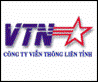 VTN
CÔNG TY VIỄN THÔNG LIÊN TỈNH